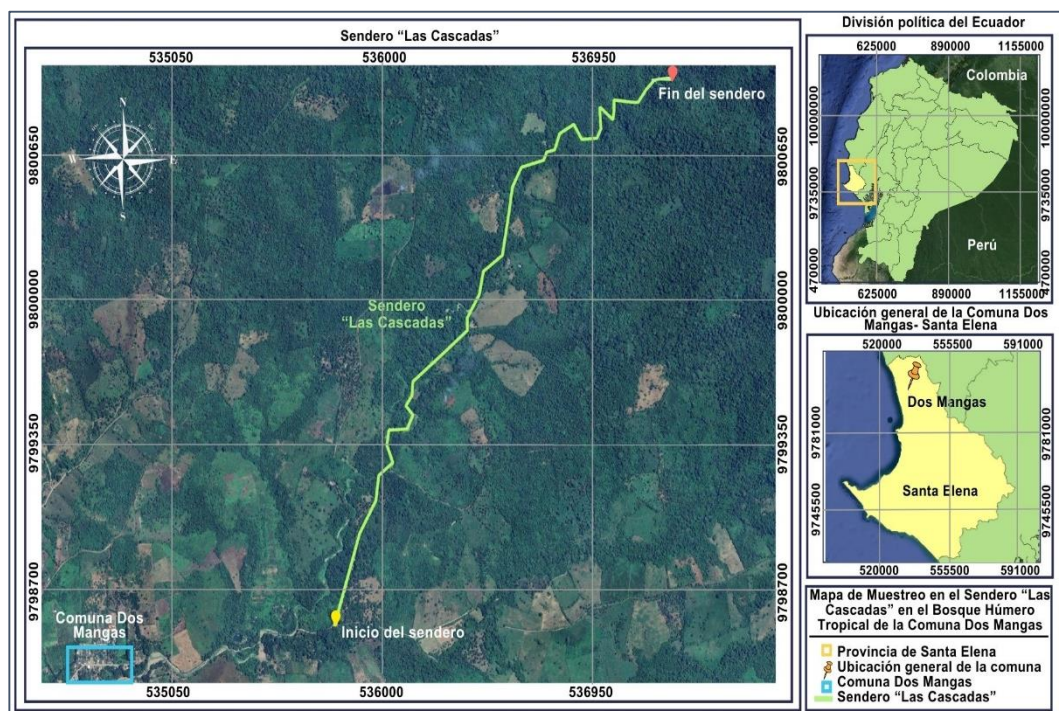 Sendero “Las Cascadas”
535050 536000 536950
N
E
S
9800650
9800000
9799350
9798700
Fin del sendero
Sendero
“Las Cascadas”
Inicio del sendero
Comuna Dos
Mangas
535050 536000 536950
División política del Ecuador
625000 890000 1155000
Colombia
Perú
10000000
9735000
470000
10000000
9735000
470000
625000 890000 1155000
Ubicación general de la Comuna Dos
Mangas- Santa Elena
520000 555500 591000
Dos Mangas
Santa Elena
9781000
9745500
9781000
9745500
520000 555500 591000
Mapa de Muestreo en el Sendero “Las
Cascadas” en el Bosque Húmero
Tropical de la Comuna Dos Mangas
Provincia de Santa Elena
Ubicación general de la comuna
Comuna Dos Mangas
Sendero “Las Cascadas”
9800650
9800000
9799350
9798700